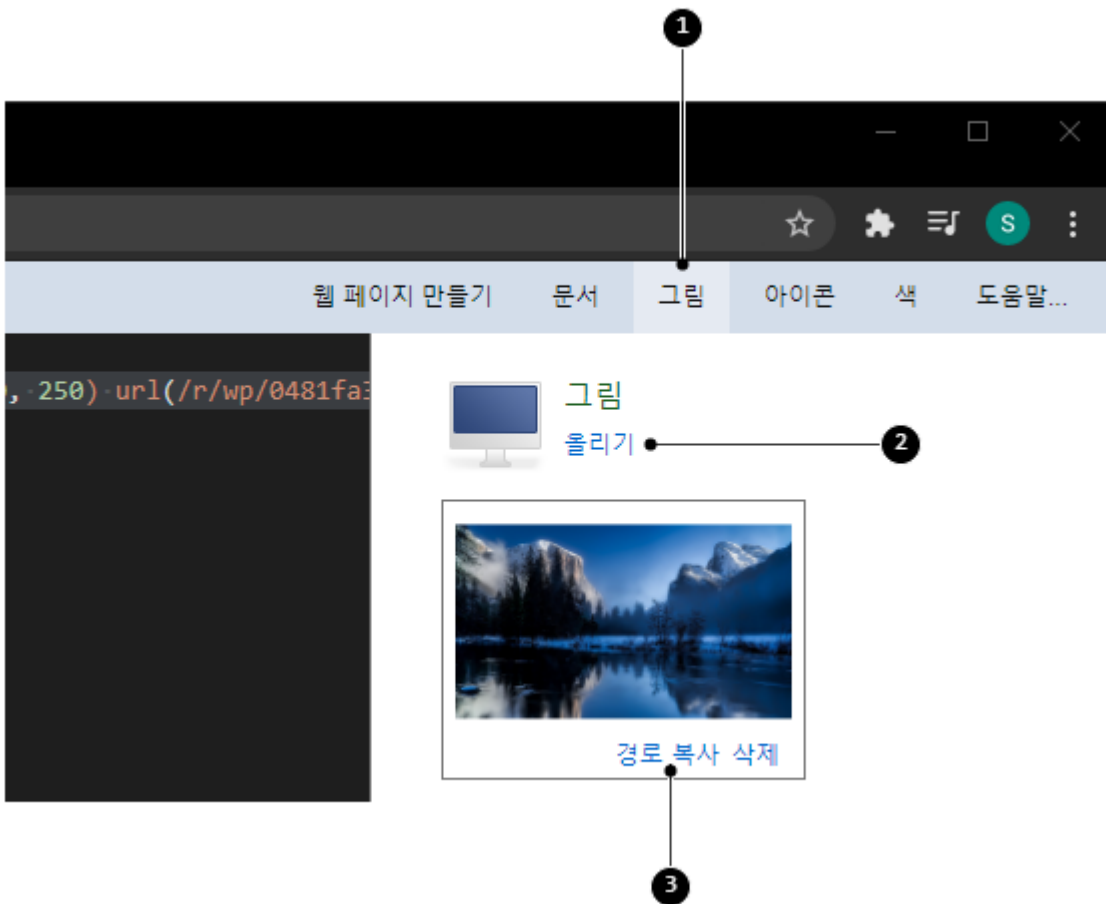 1
S
웹 페이지 만들기 문서 그림 아이콘 색 도움말...
, 250) url(/r/wp/0481fa
그림
올리기
2
경로 복사 삭제
3